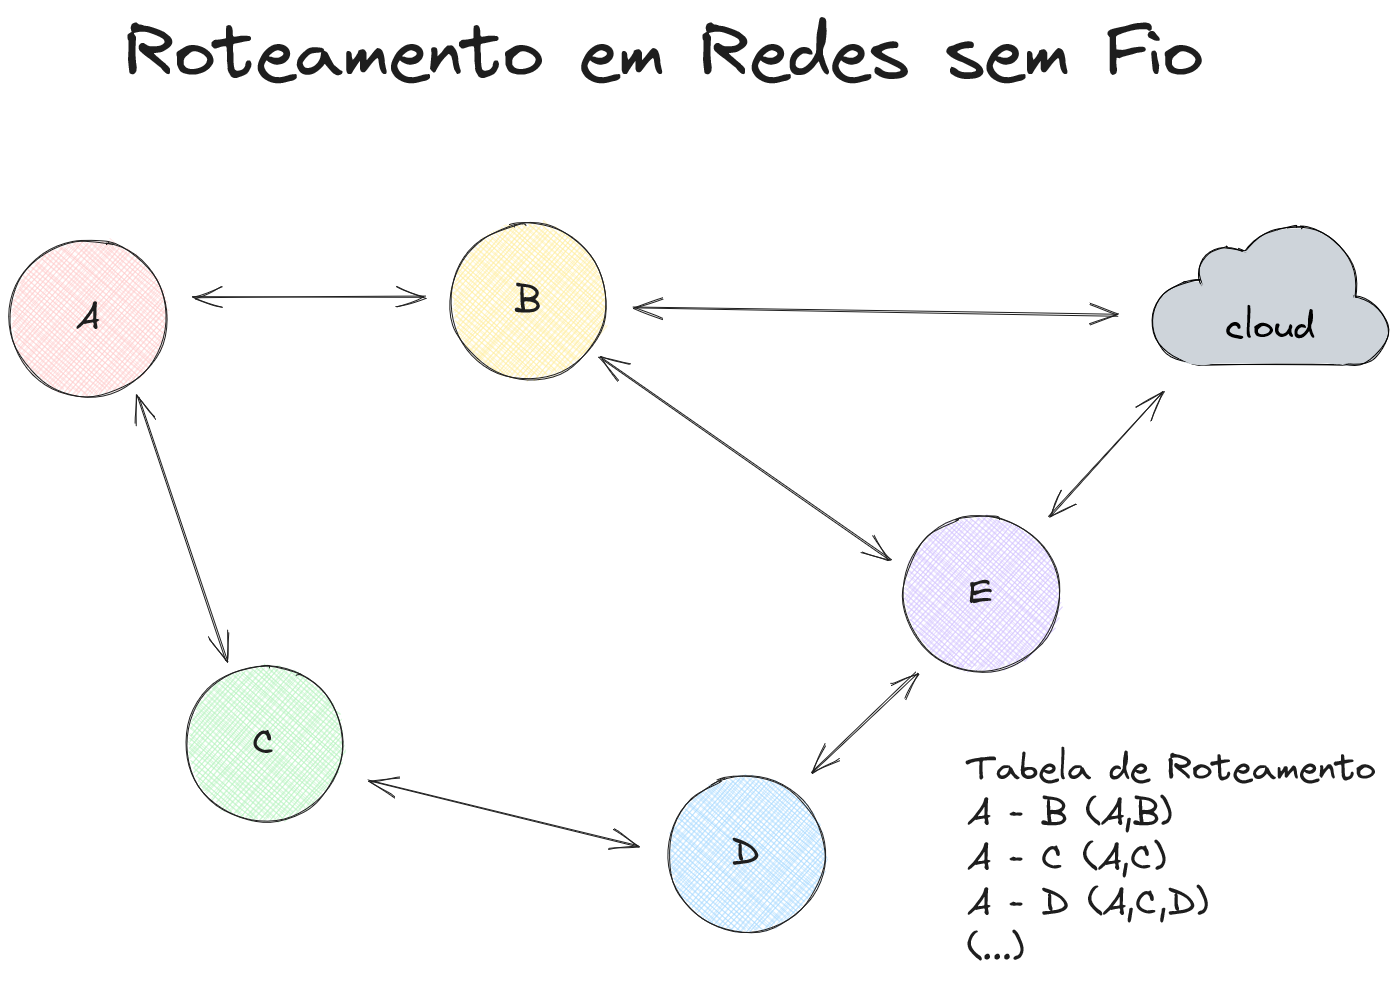 Roteamento em Redes sem Fio
A
B
cloud
E
C
D
Tabela de Roteamento
A - B (A,B)
A - C (A,C)
A - D (A,C,D)
(...)